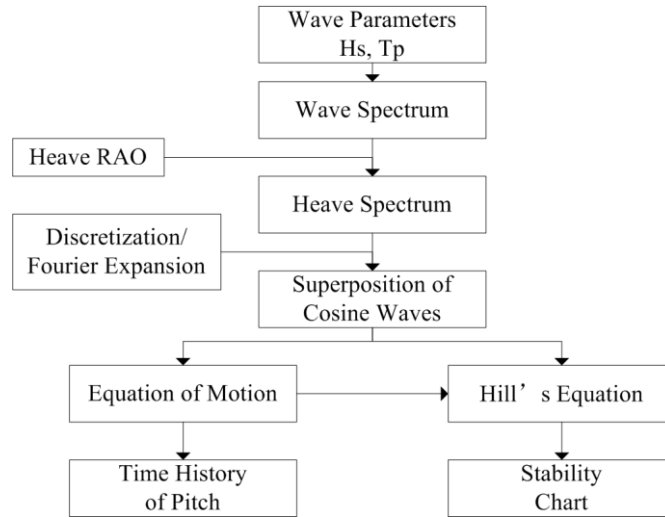 Wave Parameters
Hs, Tp
Wave Spectrum
Heave RAO
Heave Spectrum
Discretization/
Fourier Expansion
Superposition of
Cosine Waves
Equation of Motion
Hill’s Equation
Time History
of Pitch
Stability
Chart